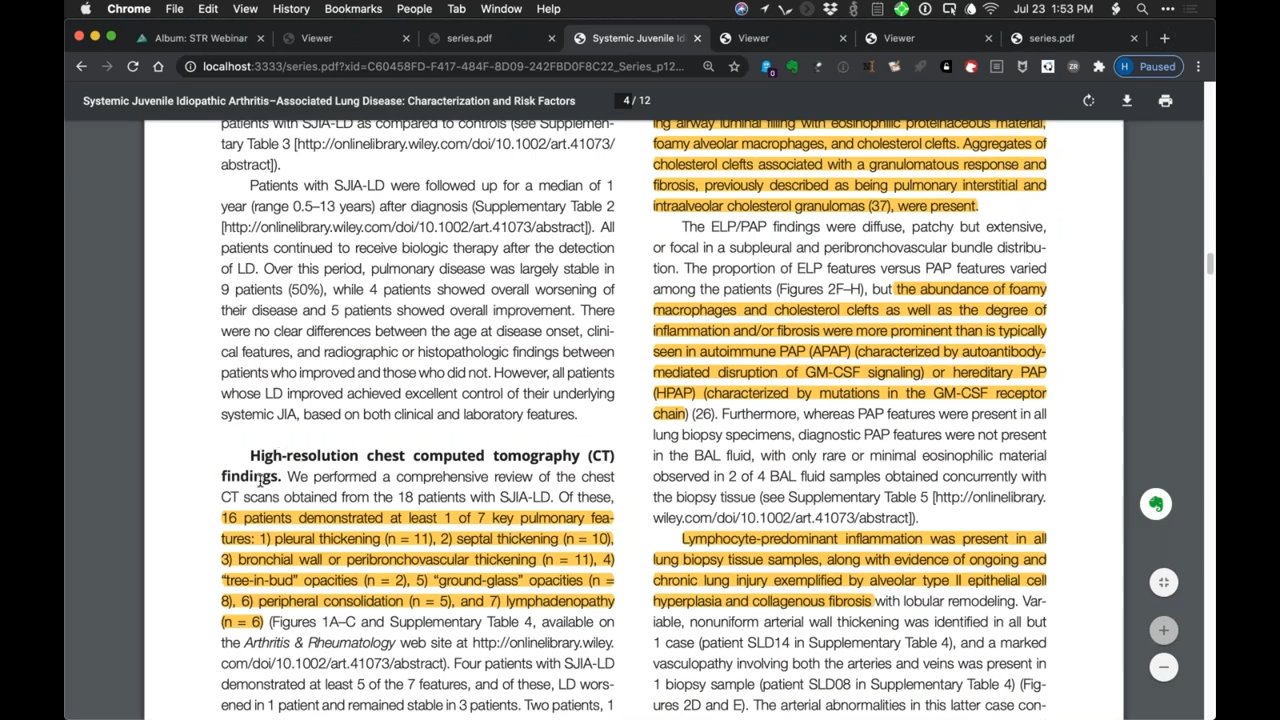 Chrome File Edit View History Bookmarks People Tab Window Help Jul 23 1:53 PM
Album: STR Webinar Viewer series.pdf Systemic Juvenile Id Viewer Viewer series.pdf
localhost:3333/series.pdf?xid=C60458FD-F417-484F-8D09-242FBD0F8C22_Series_p12... H Paused
Systemic Juvenile Idiopathic Arthritis–Associated Lung Disease: Characterization and Risk Factors 4 / 12
patients with SJIA-LD as compared to controls (see Supplemen-
tary Table 3 [http://onlinelibrary.wiley.com/doi/10.1002/art.41073/
abstract]).
Patients with SJIA-LD were followed up for a median of 1
year (range 0.5–13 years) after diagnosis (Supplementary Table 2
[http://onlinelibrary.wiley.com/doi/10.1002/art.41073/abstract]). All
patients continued to receive biologic therapy after the detection
of LD. Over this period, pulmonary disease was largely stable in
9 patients (50%), while 4 patients showed overall worsening of
their disease and 5 patients showed overall improvement. There
were no clear differences between the age at disease onset, clini-
cal features, and radiographic or histopathologic findings between
patients who improved and those who did not. However, all patients
whose LD improved achieved excellent control of their underlying
systemic JIA, based on both clinical and laboratory features.
High-resolution chest computed tomography (CT)
findings. We performed a comprehensive review of the chest
CT scans obtained from the 18 patients with SJIA-LD. Of these,
16 patients demonstrated at least 1 of 7 key pulmonary fea-
tures: 1) pleural thickening (n = 11), 2) septal thickening (n = 10),
3) bronchial wall or peribronchovascular thickening (n = 11), 4)
“tree-in-bud” opacities (n = 2), 5) “ground-glass” opacities (n =
8), 6) peripheral consolidation (n = 5), and 7) lymphadenopathy
(n = 6) (Figures 1A–C and Supplementary Table 4, available on
the Arthritis & Rheumatology web site at http://onlinelibrary.wiley.
com/doi/10.1002/art.41073/abstract). Four patients with SJIA-LD
demonstrated at least 5 of the 7 features, and of these, LD wors-
ened in 1 patient and remained stable in 3 patients. Two patients, 1
ing airway luminal filling with eosinophilic proteinaceous material,
foamy alveolar macrophages, and cholesterol clefts. Aggregates of
cholesterol clefts associated with a granulomatous response and
fibrosis, previously described as being pulmonary interstitial and
intraalveolar cholesterol granulomas (37), were present.
The ELP/PAP findings were diffuse, patchy but extensive,
or focal in a subpleural and peribronchovascular bundle distribu-
tion. The proportion of ELP features versus PAP features varied
among the patients (Figures 2F–H), but the abundance of foamy
macrophages and cholesterol clefts as well as the degree of
inflammation and/or fibrosis were more prominent than is typically
seen in autoimmune PAP (APAP) (characterized by autoantibody-
mediated disruption of GM-CSF signaling) or hereditary PAP
(HPAP) (characterized by mutations in the GM-CSF receptor
chain) (26). Furthermore, whereas PAP features were present in all
lung biopsy specimens, diagnostic PAP features were not present
in the BAL fluid, with only rare or minimal eosinophilic material
observed in 2 of 4 BAL fluid samples obtained concurrently with
the biopsy tissue (see Supplementary Table 5 [http://onlinelibrary.
wiley.com/doi/10.1002/art.41073/abstract]).
Lymphocyte-predominant inflammation was present in all
lung biopsy tissue samples, along with evidence of ongoing and
chronic lung injury exemplified by alveolar type II epithelial cell
hyperplasia and collagenous fibrosis with lobular remodeling. Var-
iable, nonuniform arterial wall thickening was identified in all but
1 case (patient SLD14 in Supplementary Table 4), and a marked
vasculopathy involving both the arteries and veins was present in
1 biopsy sample (patient SLD08 in Supplementary Table 4) (Fig-
ures 2D and E). The arterial abnormalities in this latter case con-